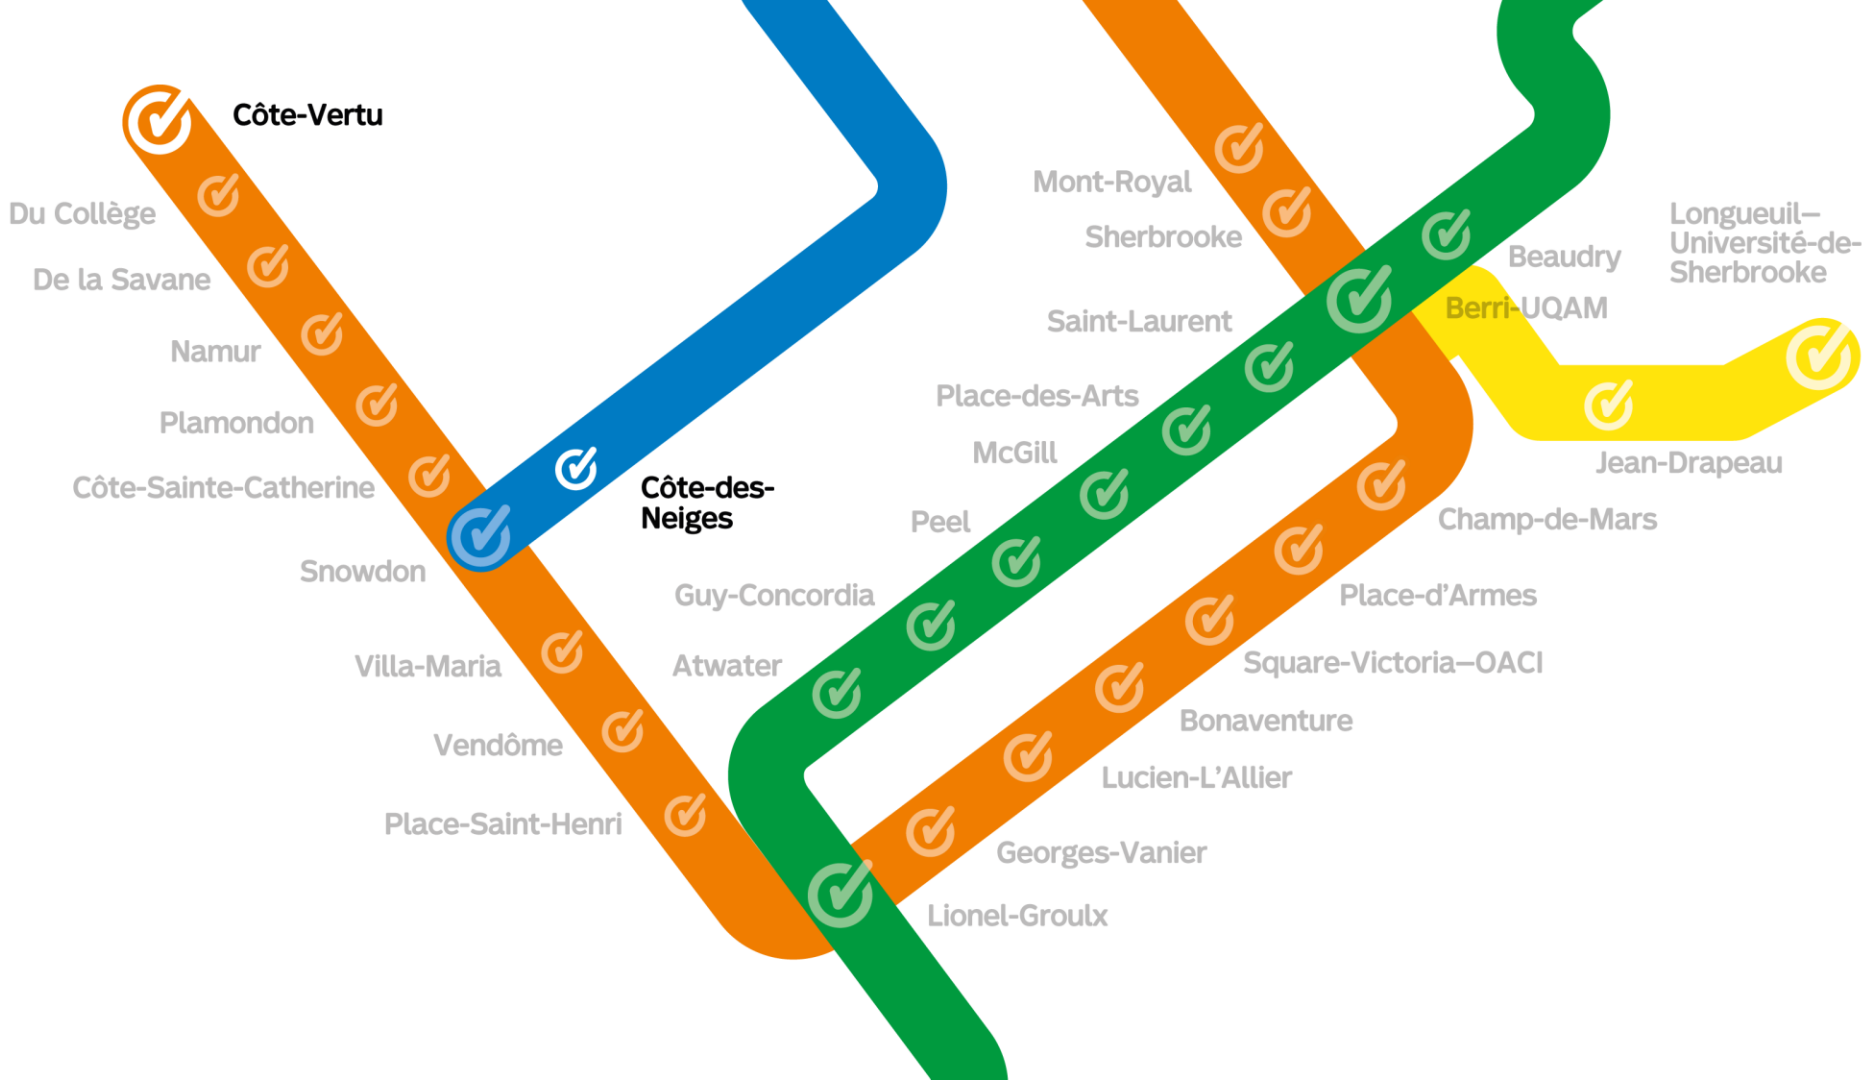 Côte-Vertu
Du Collège
De la Savane
Namur
Plamondon
Côte-Sainte-Catherine
Snowdon
Côte-des-
Neiges
Villa-Maria
Vendôme
Place-Saint-Henri
Mont-Royal
Sherbrooke
Saint-Laurent
Place-des-Arts
McGill
Peel
Guy-Concordia
Atwater
Longueuil—
Université-de-
Sherbrooke
Beaudry
Berri-UQAM
Jean-Drapeau
Champ-de-Mars
Place-d’Armes
Square-Victoria—OACI
Bonaventure
Lucien-L’Allier
Georges-Vanier
Lionel-Groulx